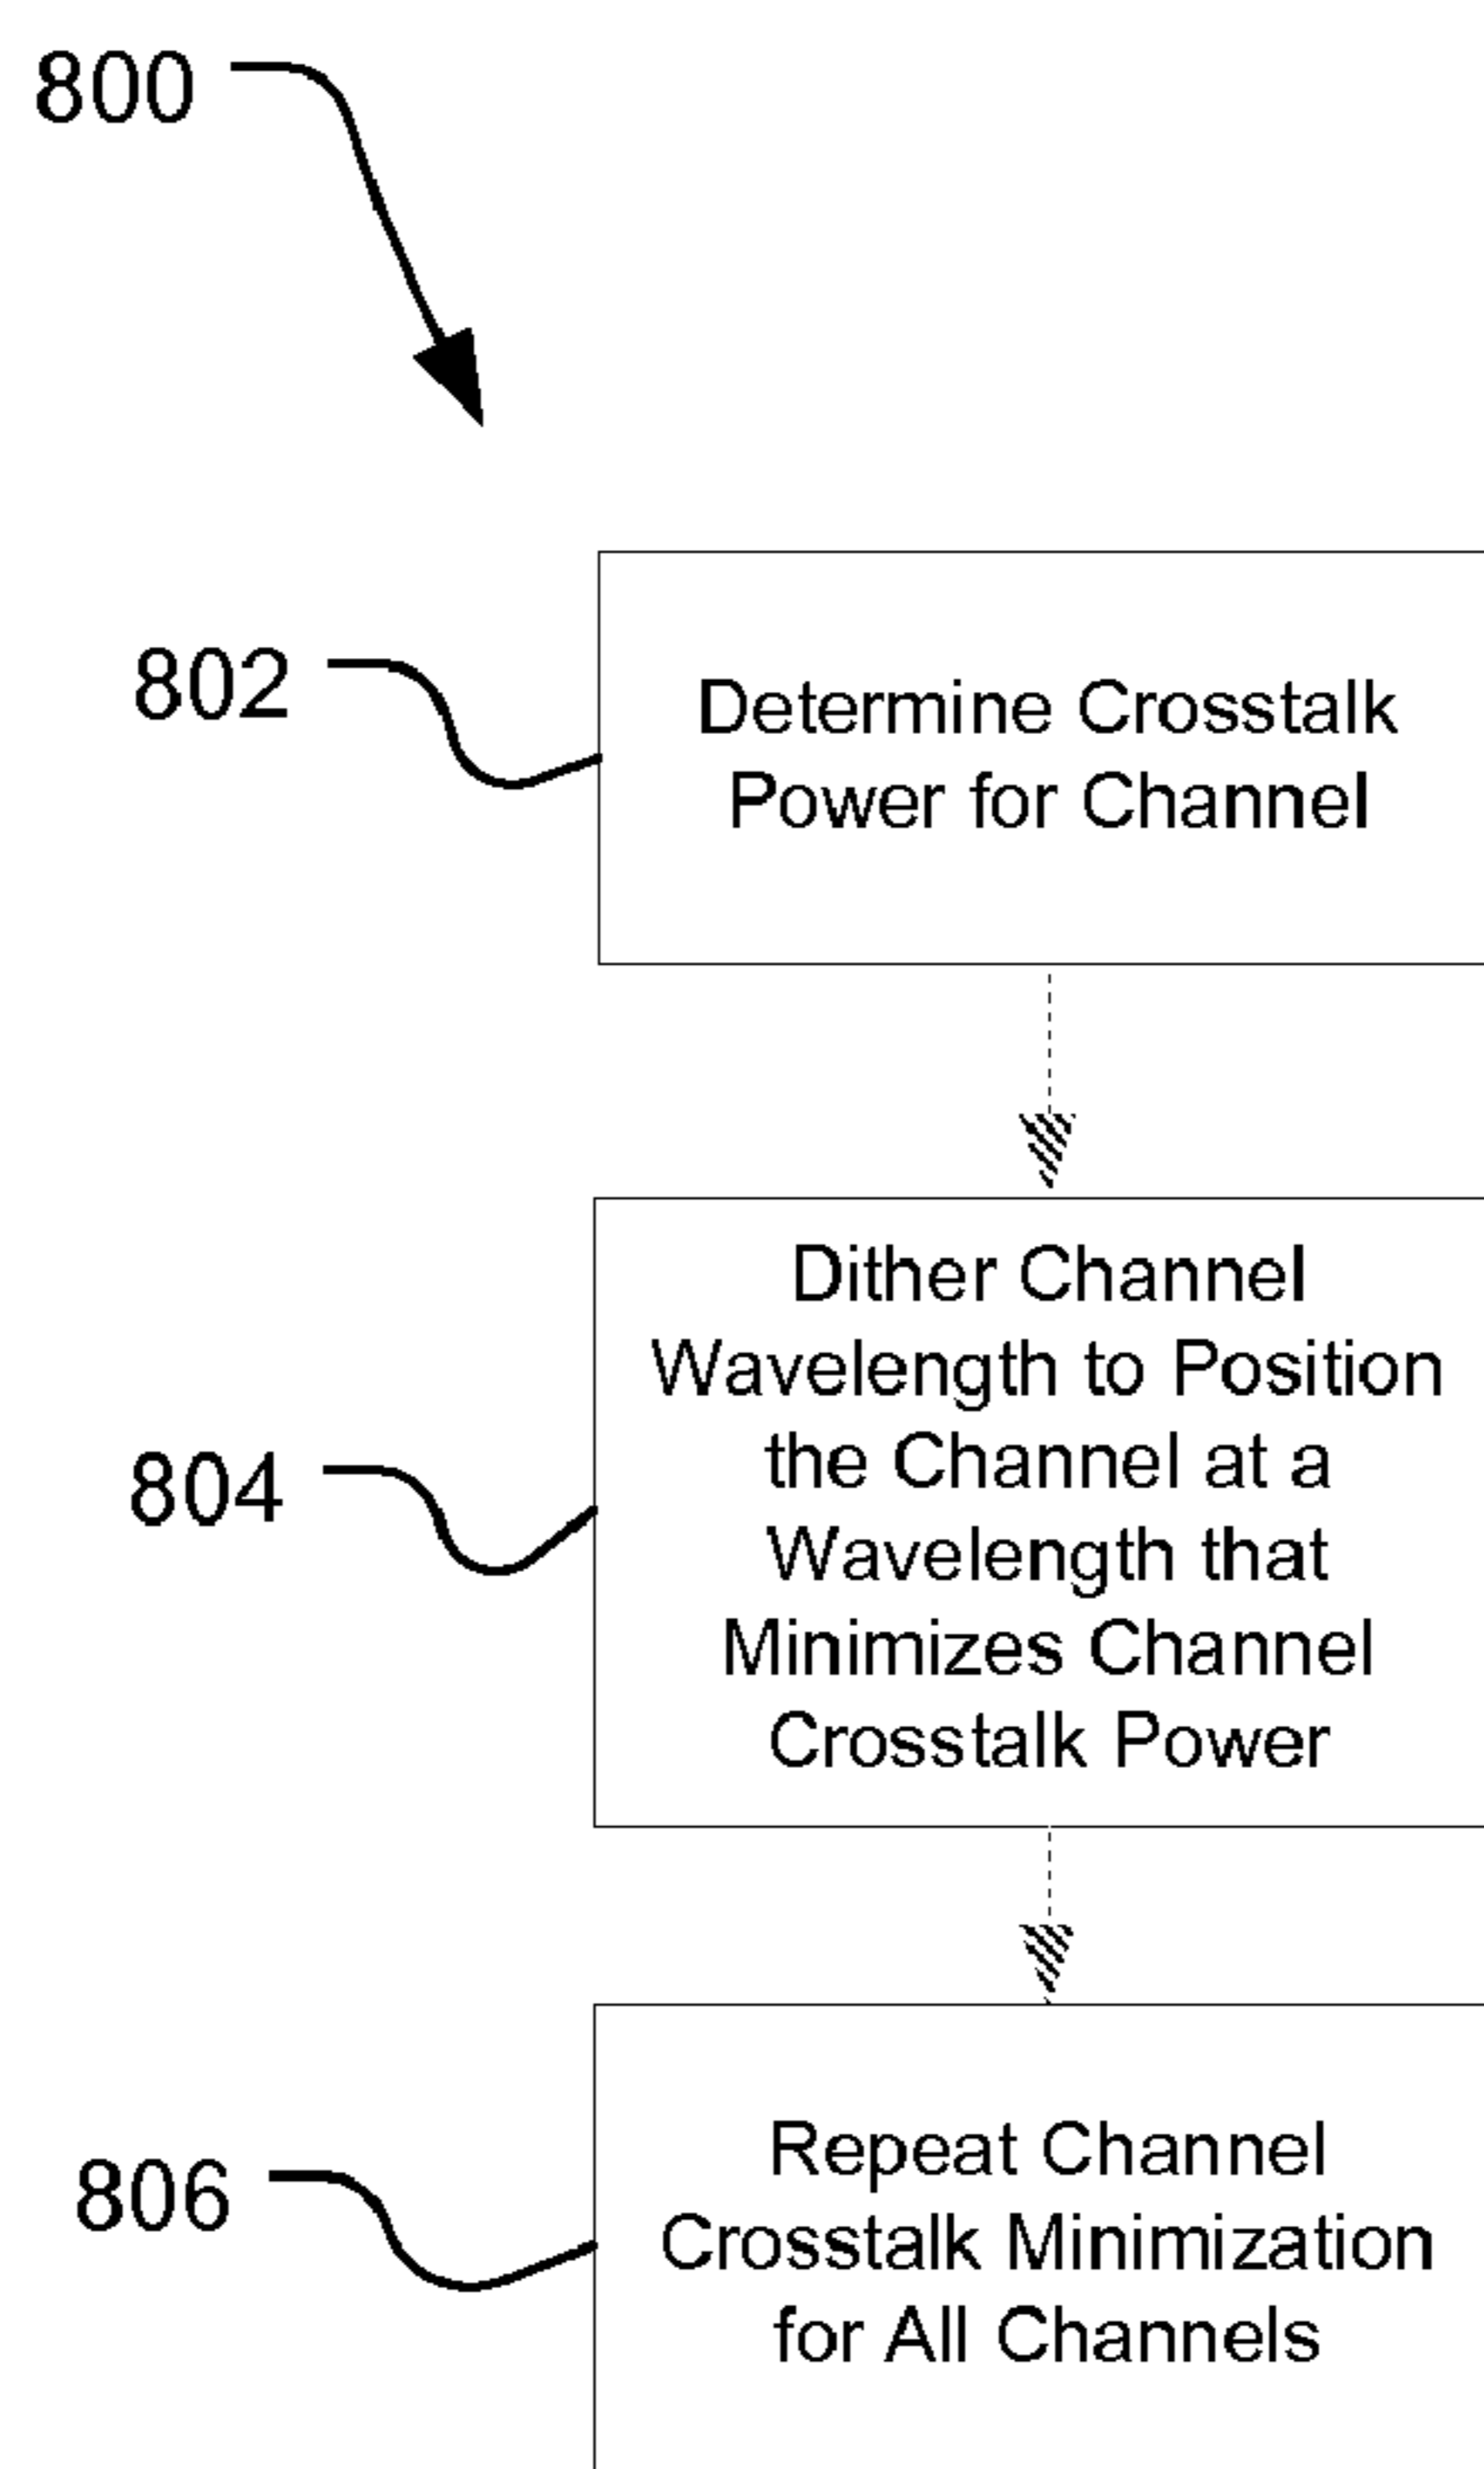 800
802
Determine Crosstalk
Power for Channel
804
Dither Channel
Wavelength to Position
the Channel at a
Wavelength that
Minimizes Channel
Crosstalk Power
806
Repeat Channel
Crosstalk Minimization
for All Channels